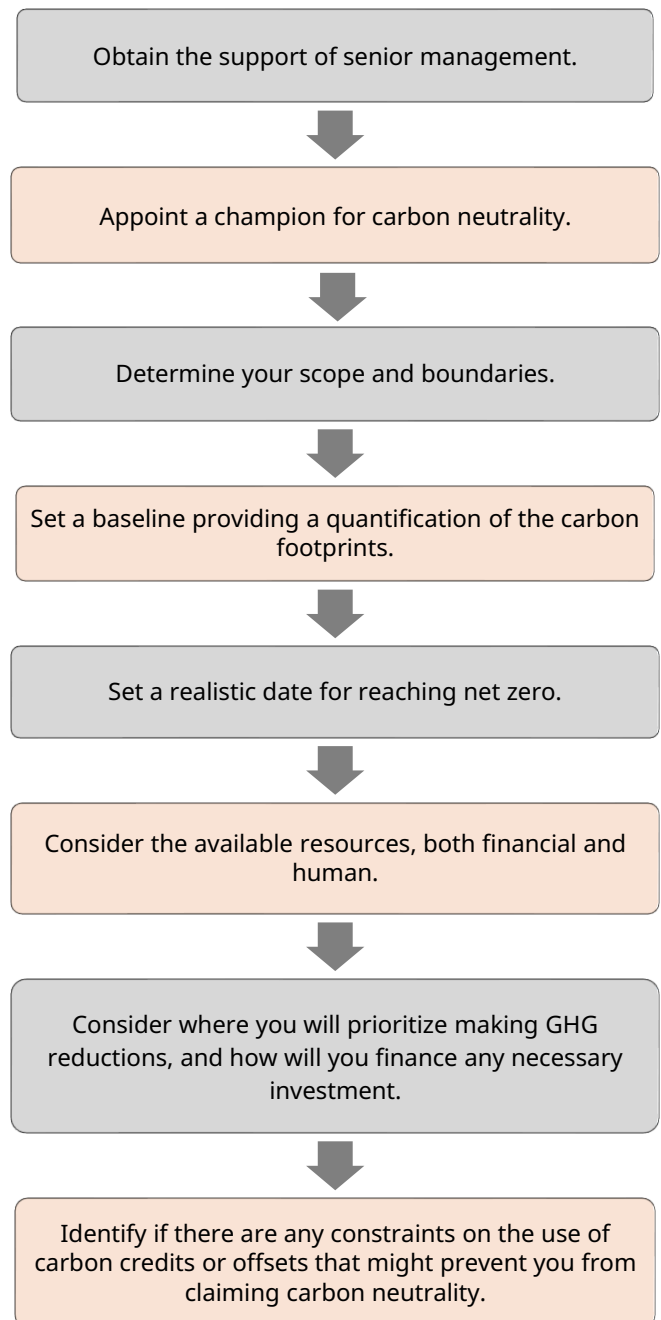 Obtain the support of senior management.
Appoint a champion for carbon neutrality.
Determine your scope and boundaries.
Set a baseline providing a quantification of the carbon
footprints.
Set a realistic date for reaching net zero.
Consider the available resources, both financial and
human.
Consider where you will prioritize making GHG
reductions, and how will you finance any necessary
investment.
Identify if there are any constraints on the use of
carbon credits or offsets that might prevent you from
claiming carbon neutrality.